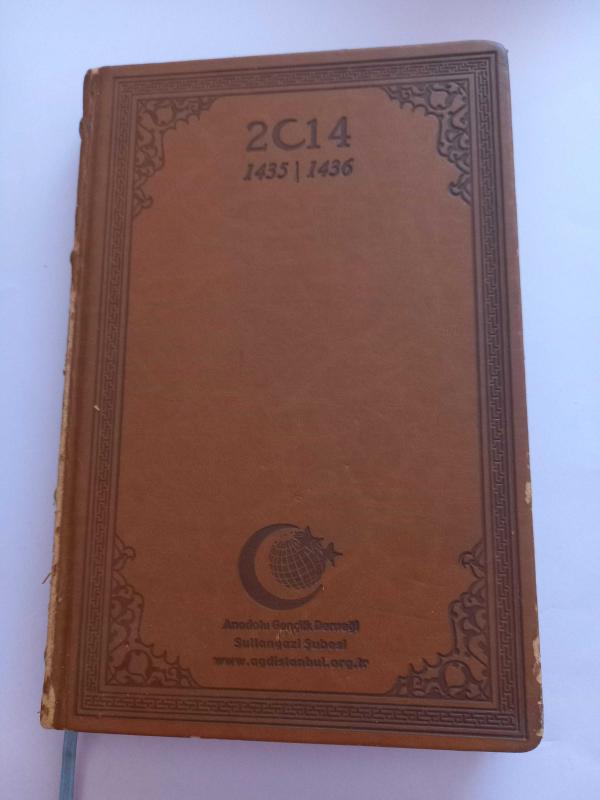 2C14
1435 | 1436
Anadolu Gençlik Derneği
Sultangazi Şubesi
www.agdistanbul.org.tr